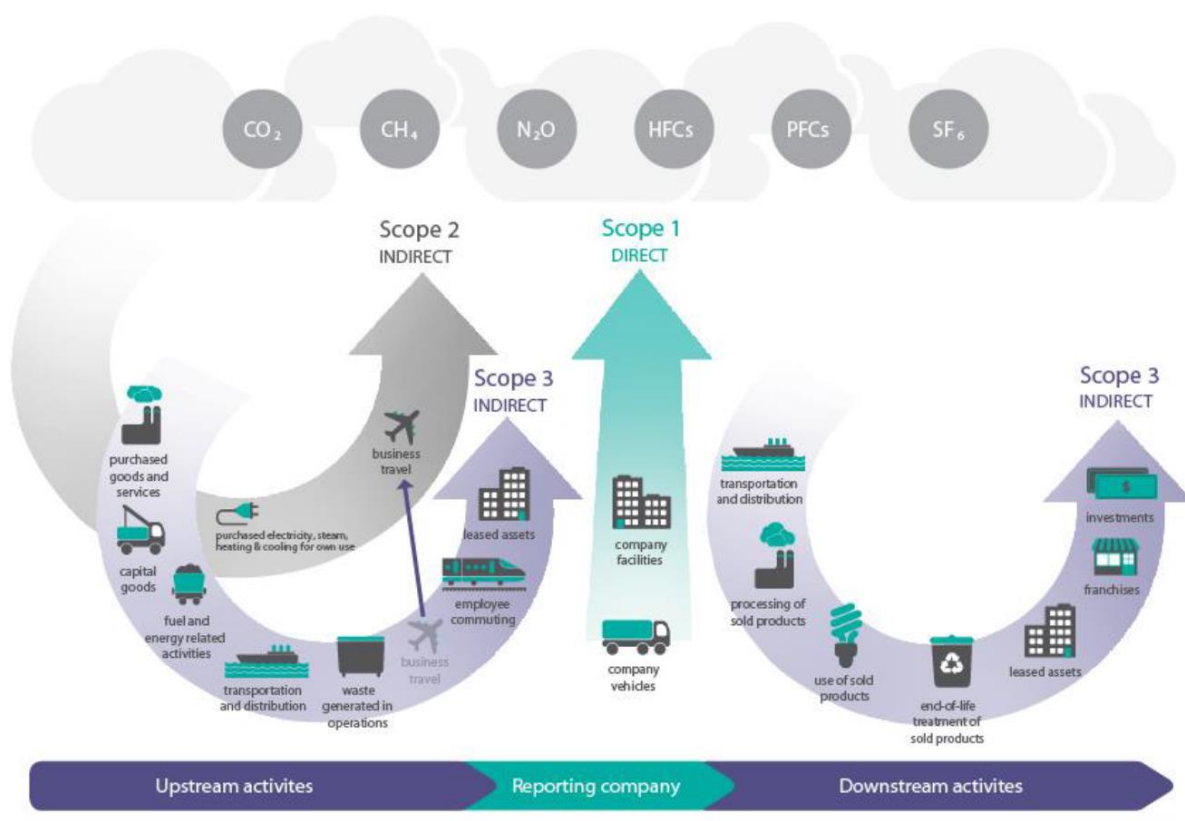 CO₂
CH₄
N₂O
HFCs
PFCs
SF₆
Scope 2
INDIRECT
Scope 1
DIRECT
Scope 3
INDIRECT
Scope 3
INDIRECT
purchased
goods and
services
capital
goods
fuel and
energy related
activities
transportation
and distribution
waste
generated in
operations
business
travel
employee
commuting
leased assets
purchased electricity, steam,
heating & cooling for own use
business
travel
company
facilities
company
vehicles
transportation
and distribution
processing of
sold products
use of sold
products
end-of-life
treatment of
sold products
leased assets
franchises
$
investments
Upstream activites
Reporting company
Downstream activites